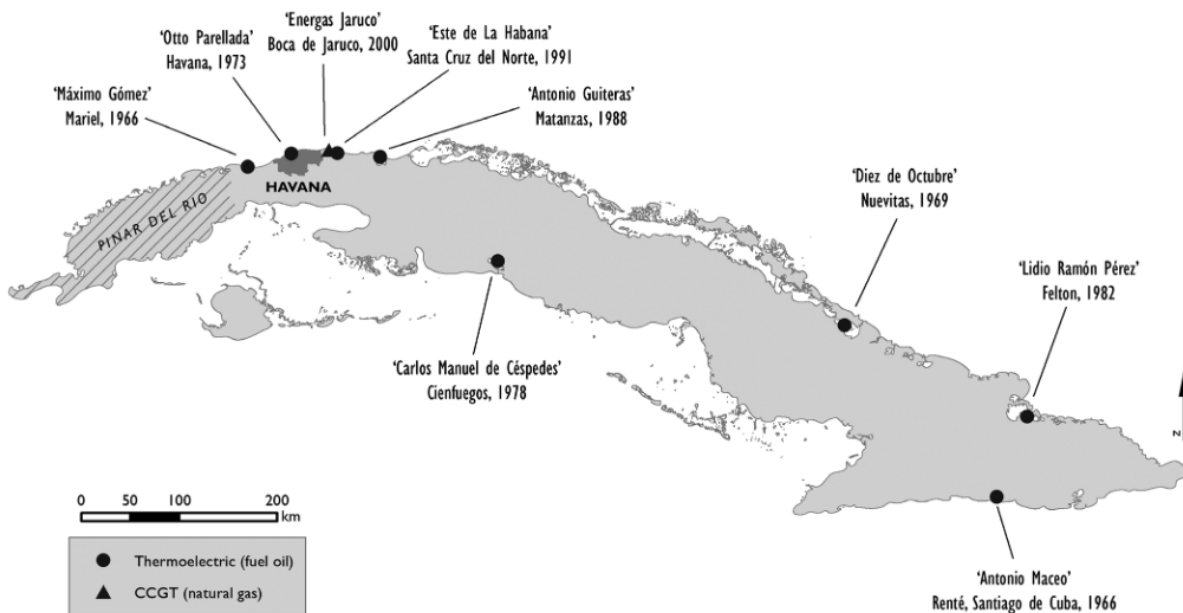 'Energas Jaruco'
Boca de Jaruco, 2000
'Otto Parellada'
Havana, 1973
'Este de La Habana'
Santa Cruz del Norte, 1991
'Máximo Gómez'
Mariel, 1966
'Antonio Guiteras'
Matanzas, 1988
HAVANA
PINAR DEL RIO
'Diez de Octubre'
Nuevitas, 1969
'Lidio Ramón Pérez'
Felton, 1982
'Carlos Manuel de Céspedes'
Cienfuegos, 1978
N
0 50 100 200
km
Thermoelectric (fuel oil)
CCGT (natural gas)
'Antonio Maceo'
Renté, Santiago de Cuba, 1966